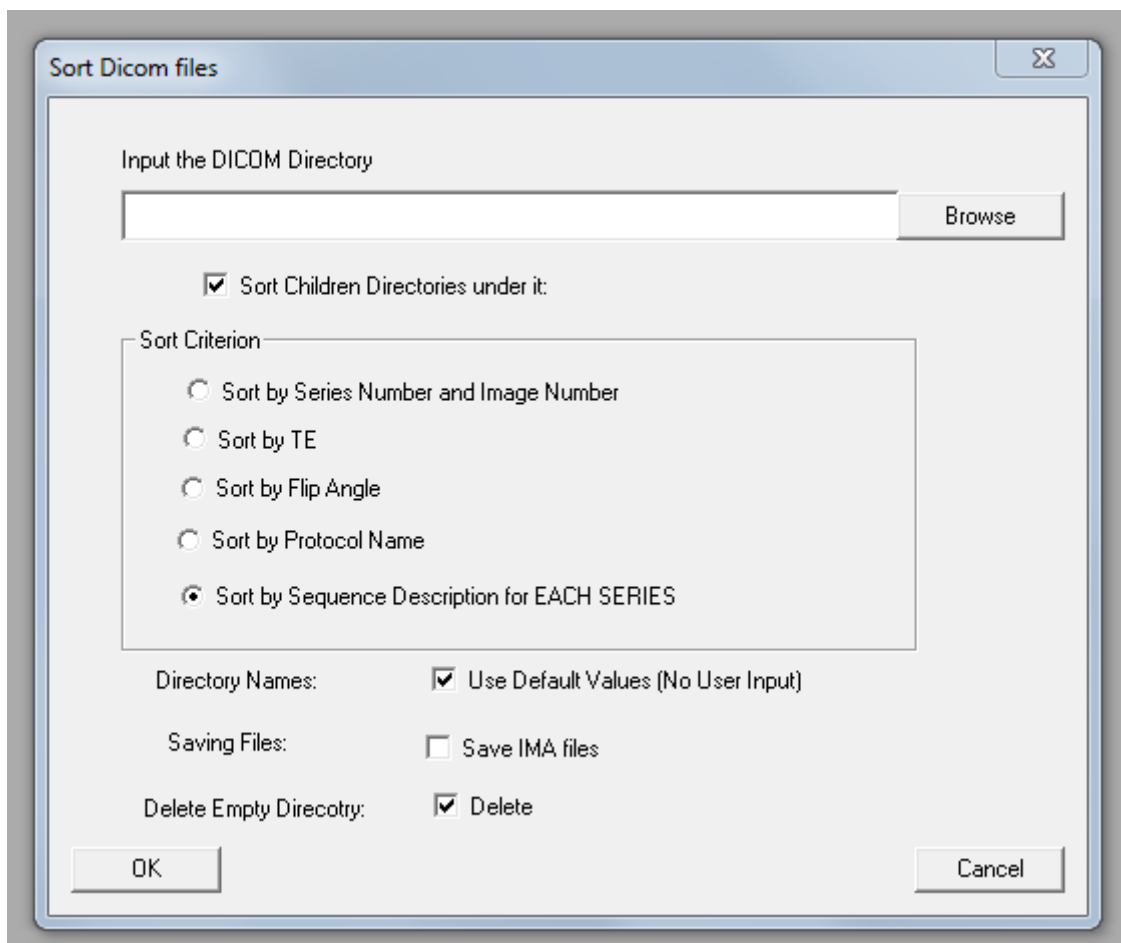 Sort Dicom files
Input the DICOM Directory
Browse
Sort Children Directories under it:
Sort Criterion
Sort by Series Number and Image Number
Sort by TE
Sort by Flip Angle
Sort by Protocol Name
Sort by Sequence Description for EACH SERIES
Directory Names: Use Default Values (No User Input)
Saving Files: Save IMA files
Delete Empty Direcotry: Delete
OK Cancel